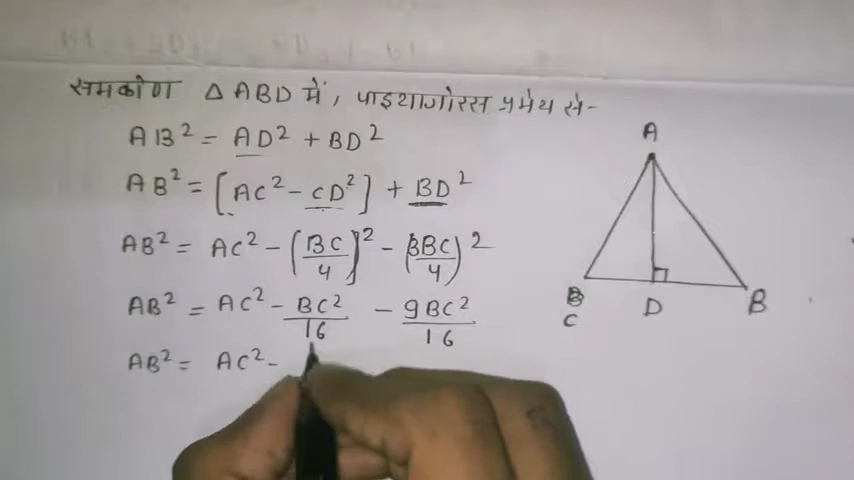 समकोण △ ABD में, पाइथागोरस प्रमेय से-
AB² = AD² + BD²
AB² = [AC² - CD²] + BD²
AB² = AC² - (BC/4)² - (3BC/4)²
AB² = AC² - BC²/16 - 9BC²/16
AB² = AC² -
A
B
C
D
B